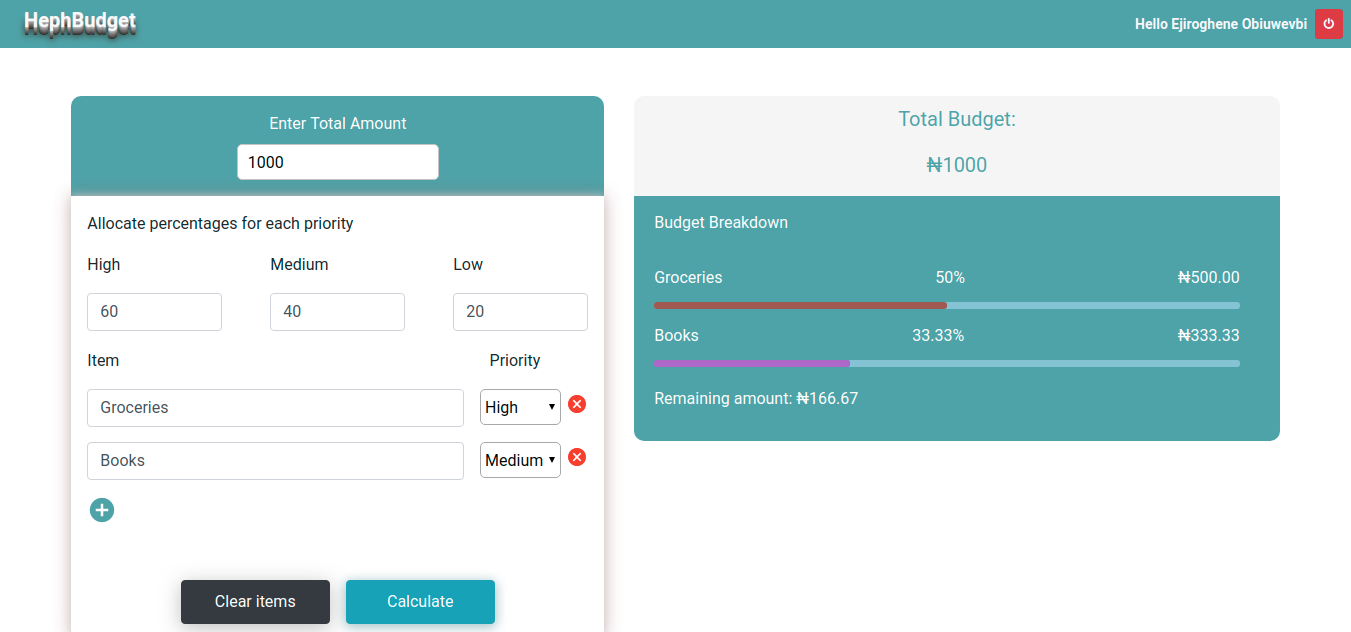 HephBudget
Hello Ejiroghene Obiuwevbi
Enter Total Amount
1000
Allocate percentages for each priority
High Medium Low
60 40 20
Item Priority
Groceries High
Books Medium
Clear items Calculate
Total Budget:
₦1000
Budget Breakdown
Groceries 50% ₦500.00
Books 33.33% ₦333.33
Remaining amount: ₦166.67